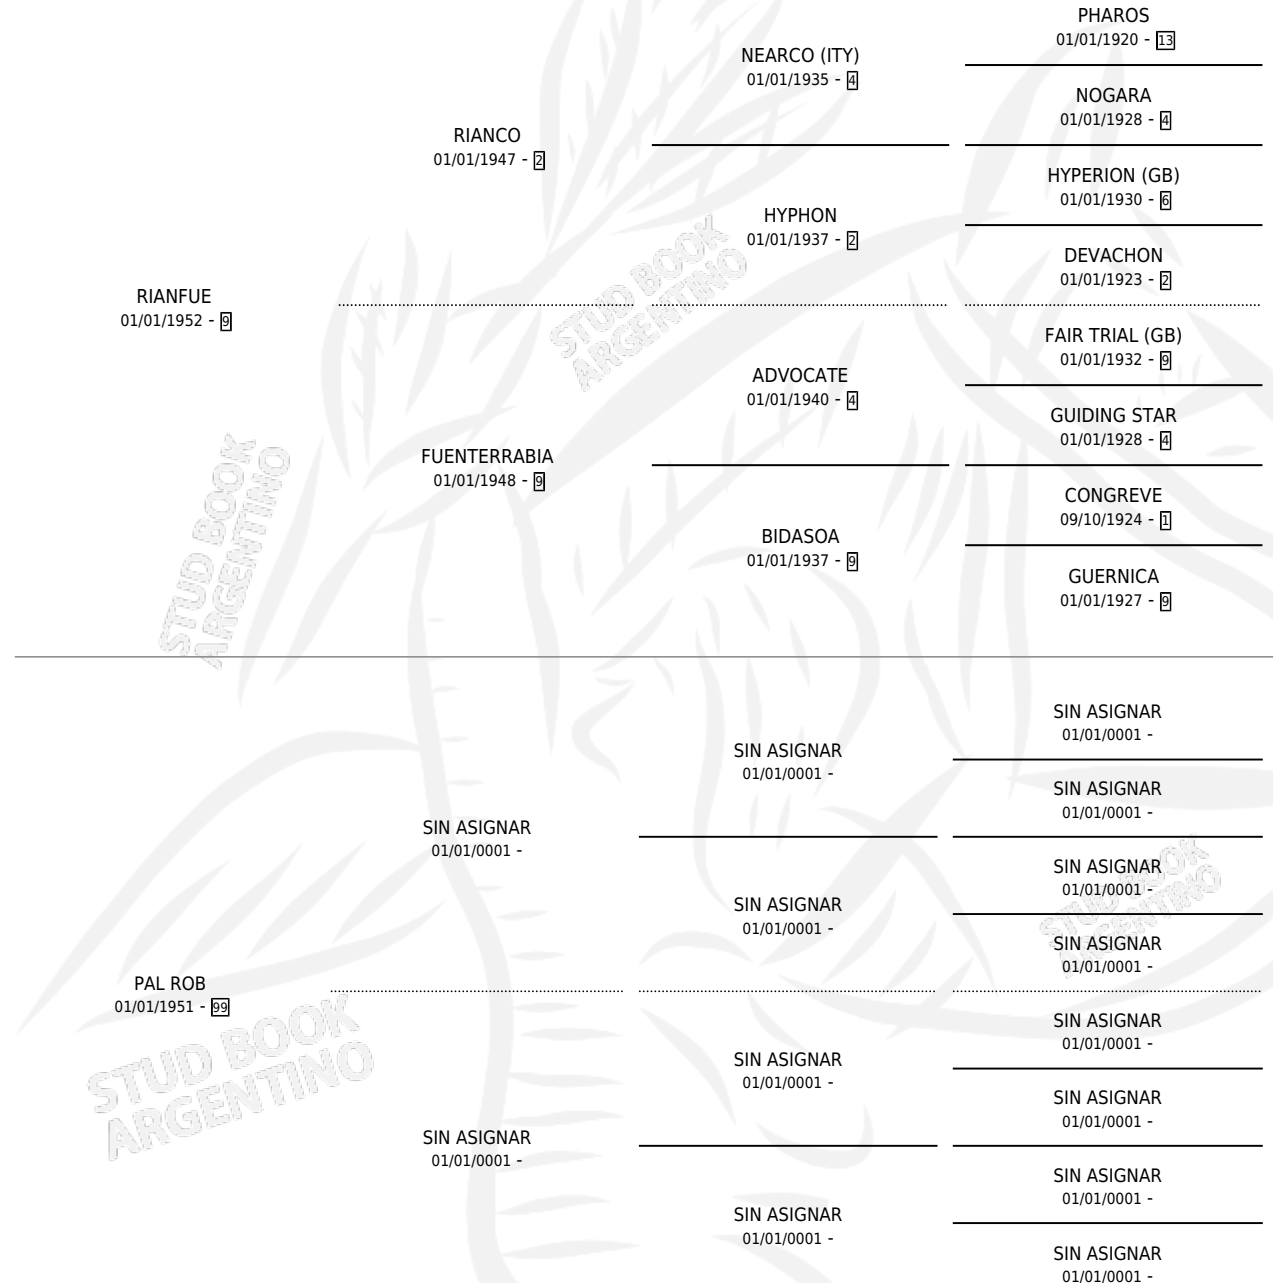 PHAROS
01/01/1920 - 13
NEARCO (ITY)
01/01/1935 - 4
NOGARA
01/01/1928 - 4
RIANCO
01/01/1947 - 2
HYPERION (GB)
01/01/1930 - 6
HYPHON
01/01/1937 - 2
DEVACHON
01/01/1923 - 2
RIANFUE
01/01/1952 - 9
FAIR TRIAL (GB)
01/01/1932 - 9
ADVOCATE
01/01/1940 - 4
GUIDING STAR
01/01/1928 - 4
FUENTERRABIA
01/01/1948 - 9
CONGREVE
09/10/1924 - 1
BIDASOA
01/01/1937 - 9
GUERNICA
01/01/1927 - 9
STUD BOOK
ARGENTINO
STUD BOOK
ARGENTINO
SIN ASIGNAR
01/01/0001 -
SIN ASIGNAR
01/01/0001 -
SIN ASIGNAR
01/01/0001 -
SIN ASIGNAR
01/01/0001 -
SIN ASIGNAR
01/01/0001 -
SIN ASIGNAR
01/01/0001 -
SIN ASIGNAR
01/01/0001 -
PAL ROB
01/01/1951 - 99
SIN ASIGNAR
01/01/0001 -
SIN ASIGNAR
01/01/0001 -
SIN ASIGNAR
01/01/0001 -
SIN ASIGNAR
01/01/0001 -
SIN ASIGNAR
01/01/0001 -
SIN ASIGNAR
01/01/0001 -
SIN ASIGNAR
01/01/0001 -
STUD BOOK
ARGENTINO
STUD BOOK
ARGENTINO